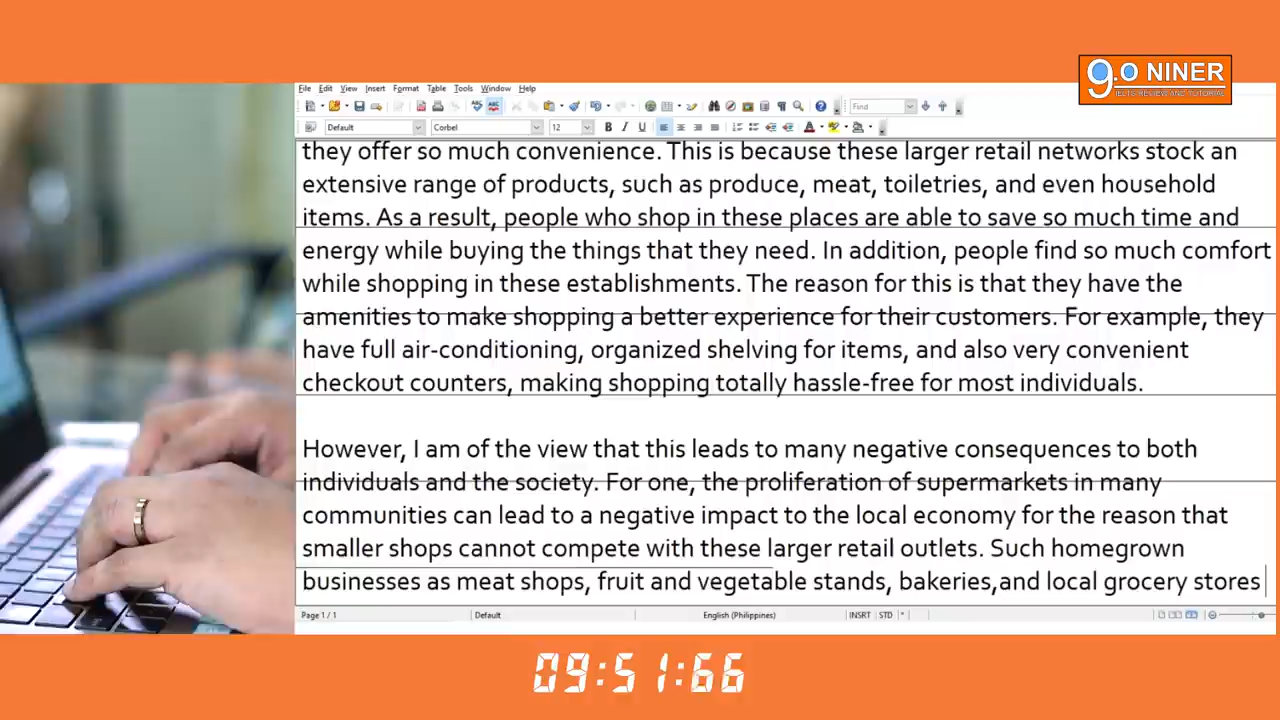 9.0 NINER
IELTS REVIEW AND TUTORIAL
File Edit View Insert Format Table Tools Window Help
Find
Default Corbel 12 B I U
they offer so much convenience. This is because these larger retail networks stock an
extensive range of products, such as produce, meat, toiletries, and even household
items. As a result, people who shop in these places are able to save so much time and
energy while buying the things that they need. In addition, people find so much comfort
while shopping in these establishments. The reason for this is that they have the
amenities to make shopping a better experience for their customers. For example, they
have full air-conditioning, organized shelving for items, and also very convenient
checkout counters, making shopping totally hassle-free for most individuals.
However, I am of the view that this leads to many negative consequences to both
individuals and the society. For one, the proliferation of supermarkets in many
communities can lead to a negative impact to the local economy for the reason that
smaller shops cannot compete with these larger retail outlets. Such homegrown
businesses as meat shops, fruit and vegetable stands, bakeries,and local grocery stores
Page 1 / 1 Default English (Philippines) INSRT STD *
09:51:66